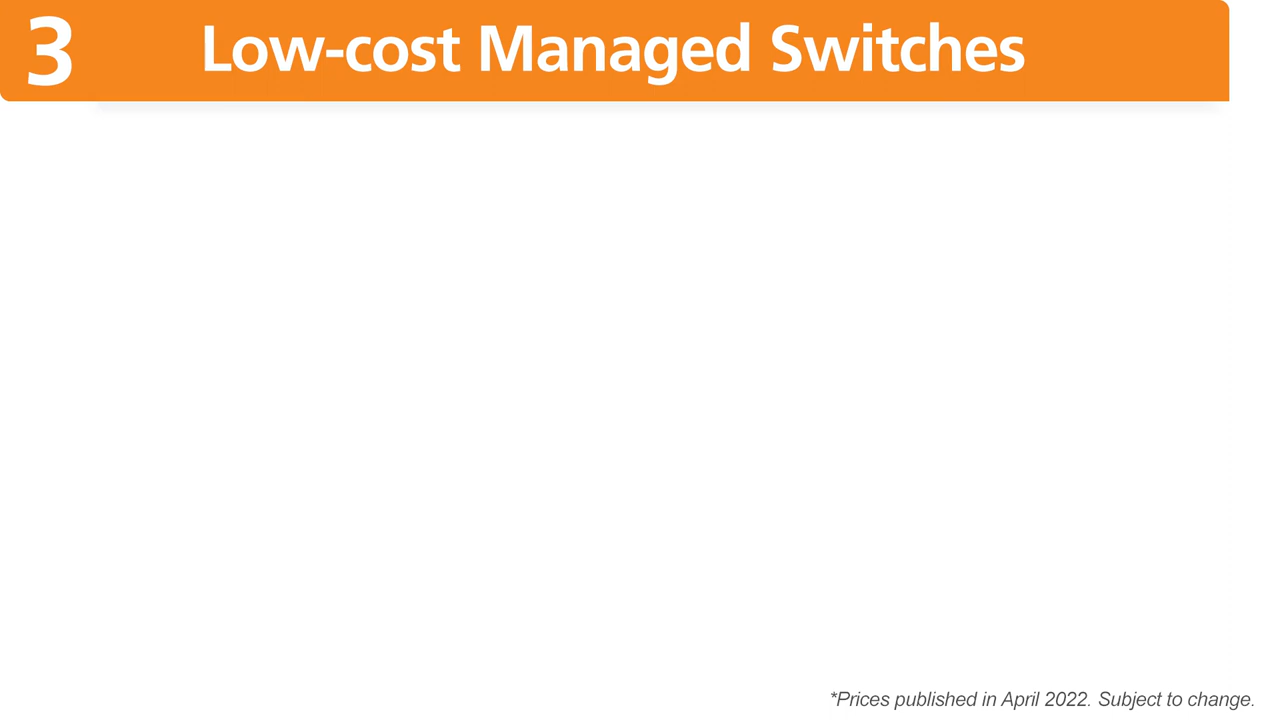 3 Low-cost Managed Switches
*Prices published in April 2022. Subject to change.